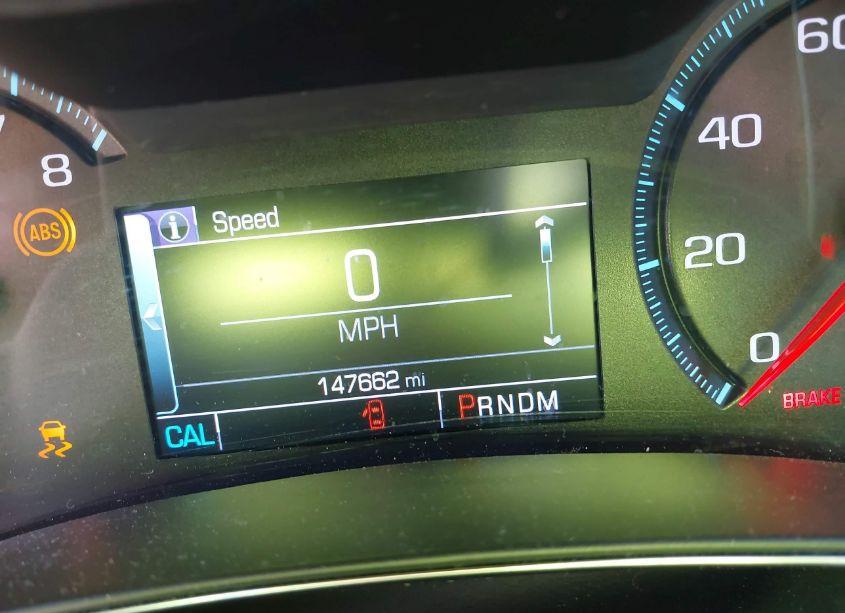 60
40
20
0
8
ABS
i Speed
0
MPH
147662 mi
CAL
PRNDM
BRAKE